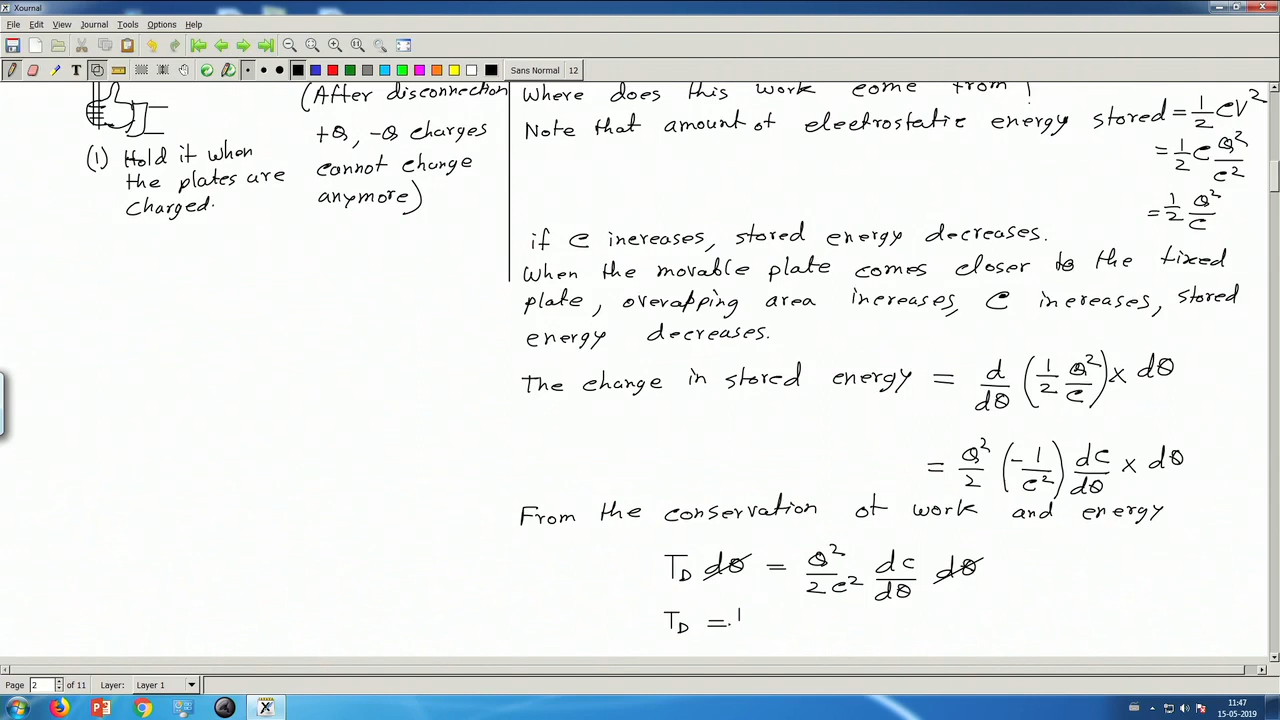 Xournal
File Edit View Journal Tools Options Help
Sans Normal 12
(After disconnection
+Q, -Q charges
cannot change
anymore)
(1) Hold it when
the plates are
charged.
Where does this work come from?
Note that amount of electrostatic energy stored = 1/2 CV²
= 1/2 C Q²/C²
= 1/2 Q²/C
if C increases, stored energy decreases.
When the movable plate comes closer to the fixed
plate, overapping area increases, C increases, stored
energy decreases.
The change in stored energy = d/dθ (1/2 Q²/C) × dθ
= Q²/2 (-1/C²) dC/dθ × dθ
From the conservation of work and energy
T_D dθ = Q²/2C² dC/dθ dθ
T_D = 1
Page 2 of 11 Layer: Layer 1
11:47
15-05-2019